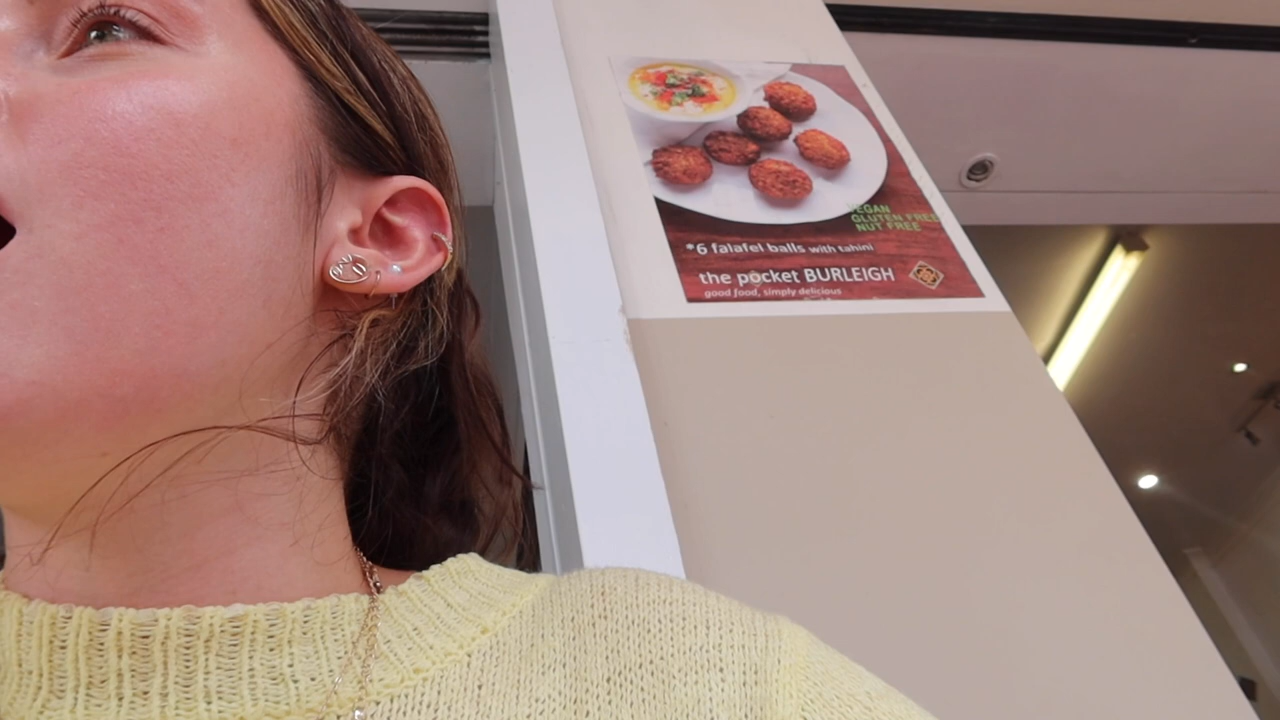 VEGAN
GLUTEN FREE
NUT FREE
*6 falafel balls with tahini
the pocket BURLEIGH
good food, simply delicious